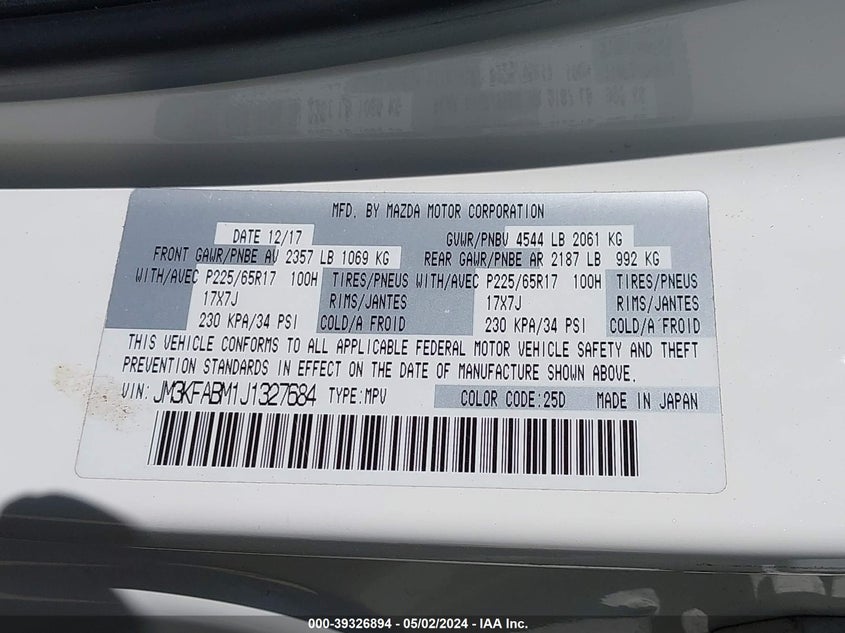 MFD. BY MAZDA MOTOR CORPORATION
DATE 12/17 GVWR/PNBV 4544 LB 2061 KG
FRONT GAWR/PNBE AV 2357 LB 1069 KG REAR GAWR/PNBE AR 2187 LB 992 KG
WITH/AVEC P225/65R17 100H TIRES/PNEUS WITH/AVEC P225/65R17 100H TIRES/PNEUS
17X7J RIMS/JANTES 17X7J RIMS/JANTES
230 KPA/34 PSI COLD/A FROID 230 KPA/34 PSI COLD/A FROID
THIS VEHICLE CONFORMS TO ALL APPLICABLE FEDERAL MOTOR VEHICLE SAFETY AND THEFT
PREVENTION STANDARDS IN EFFECT ON THE DATE OF MANUFACTURE SHOWN ABOVE.
VIN: JM3KFABM1J1327684 TYPE:MPV COLOR CODE:25D MADE IN JAPAN
000-39326894 - 05/02/2024 - IAA Inc.